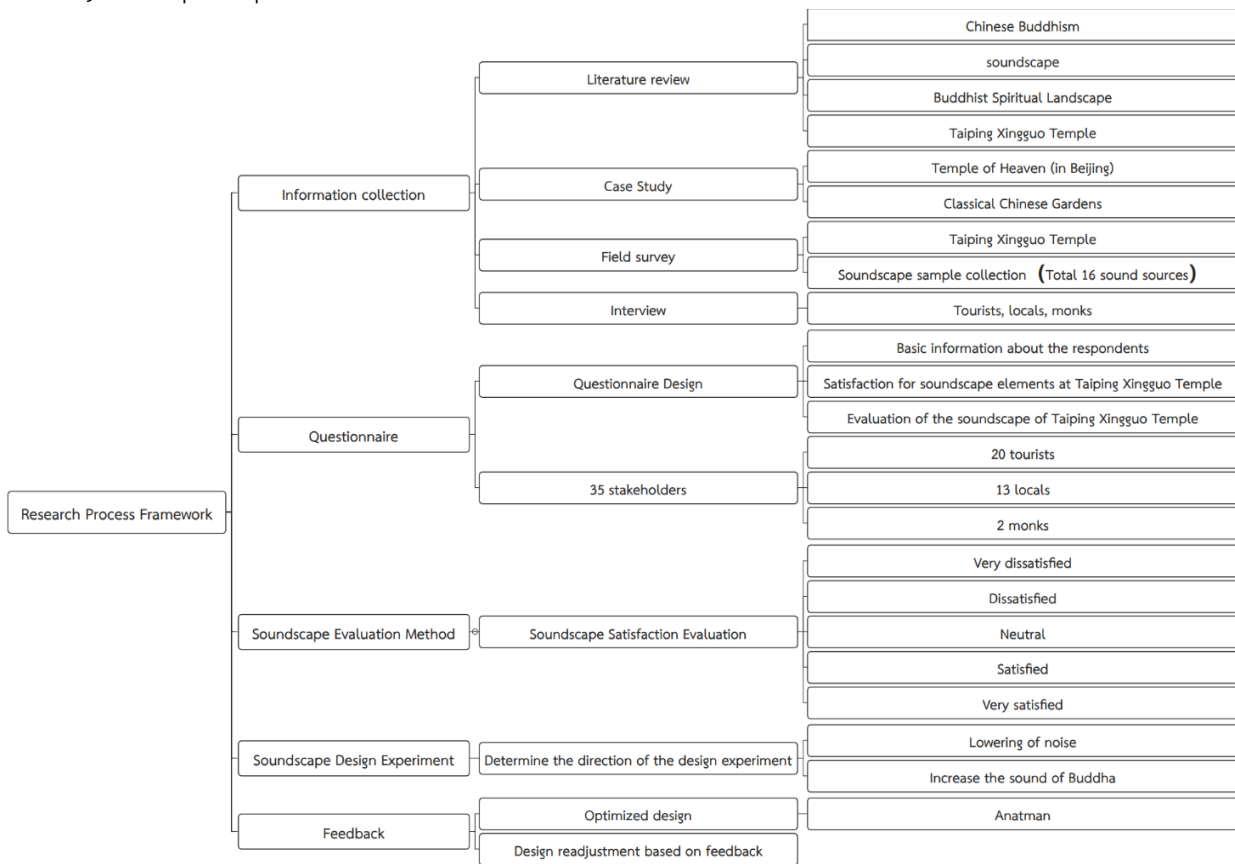 Research Process Framework
Information collection
Literature review
Chinese Buddhism
soundscape
Buddhist Spiritual Landscape
Taiping Xingguo Temple
Case Study
Temple of Heaven (in Beijing)
Classical Chinese Gardens
Field survey
Taiping Xingguo Temple
Soundscape sample collection (Total 16 sound sources)
Interview
Tourists, locals, monks
Questionnaire
Questionnaire Design
Basic information about the respondents
Satisfaction for soundscape elements at Taiping Xingguo Temple
Evaluation of the soundscape of Taiping Xingguo Temple
35 stakeholders
20 tourists
13 locals
2 monks
Soundscape Evaluation Method
Soundscape Satisfaction Evaluation
Very dissatisfied
Dissatisfied
Neutral
Satisfied
Very satisfied
Soundscape Design Experiment
Determine the direction of the design experiment
Lowering of noise
Increase the sound of Buddha
Feedback
Optimized design
Anatman
Design readjustment based on feedback